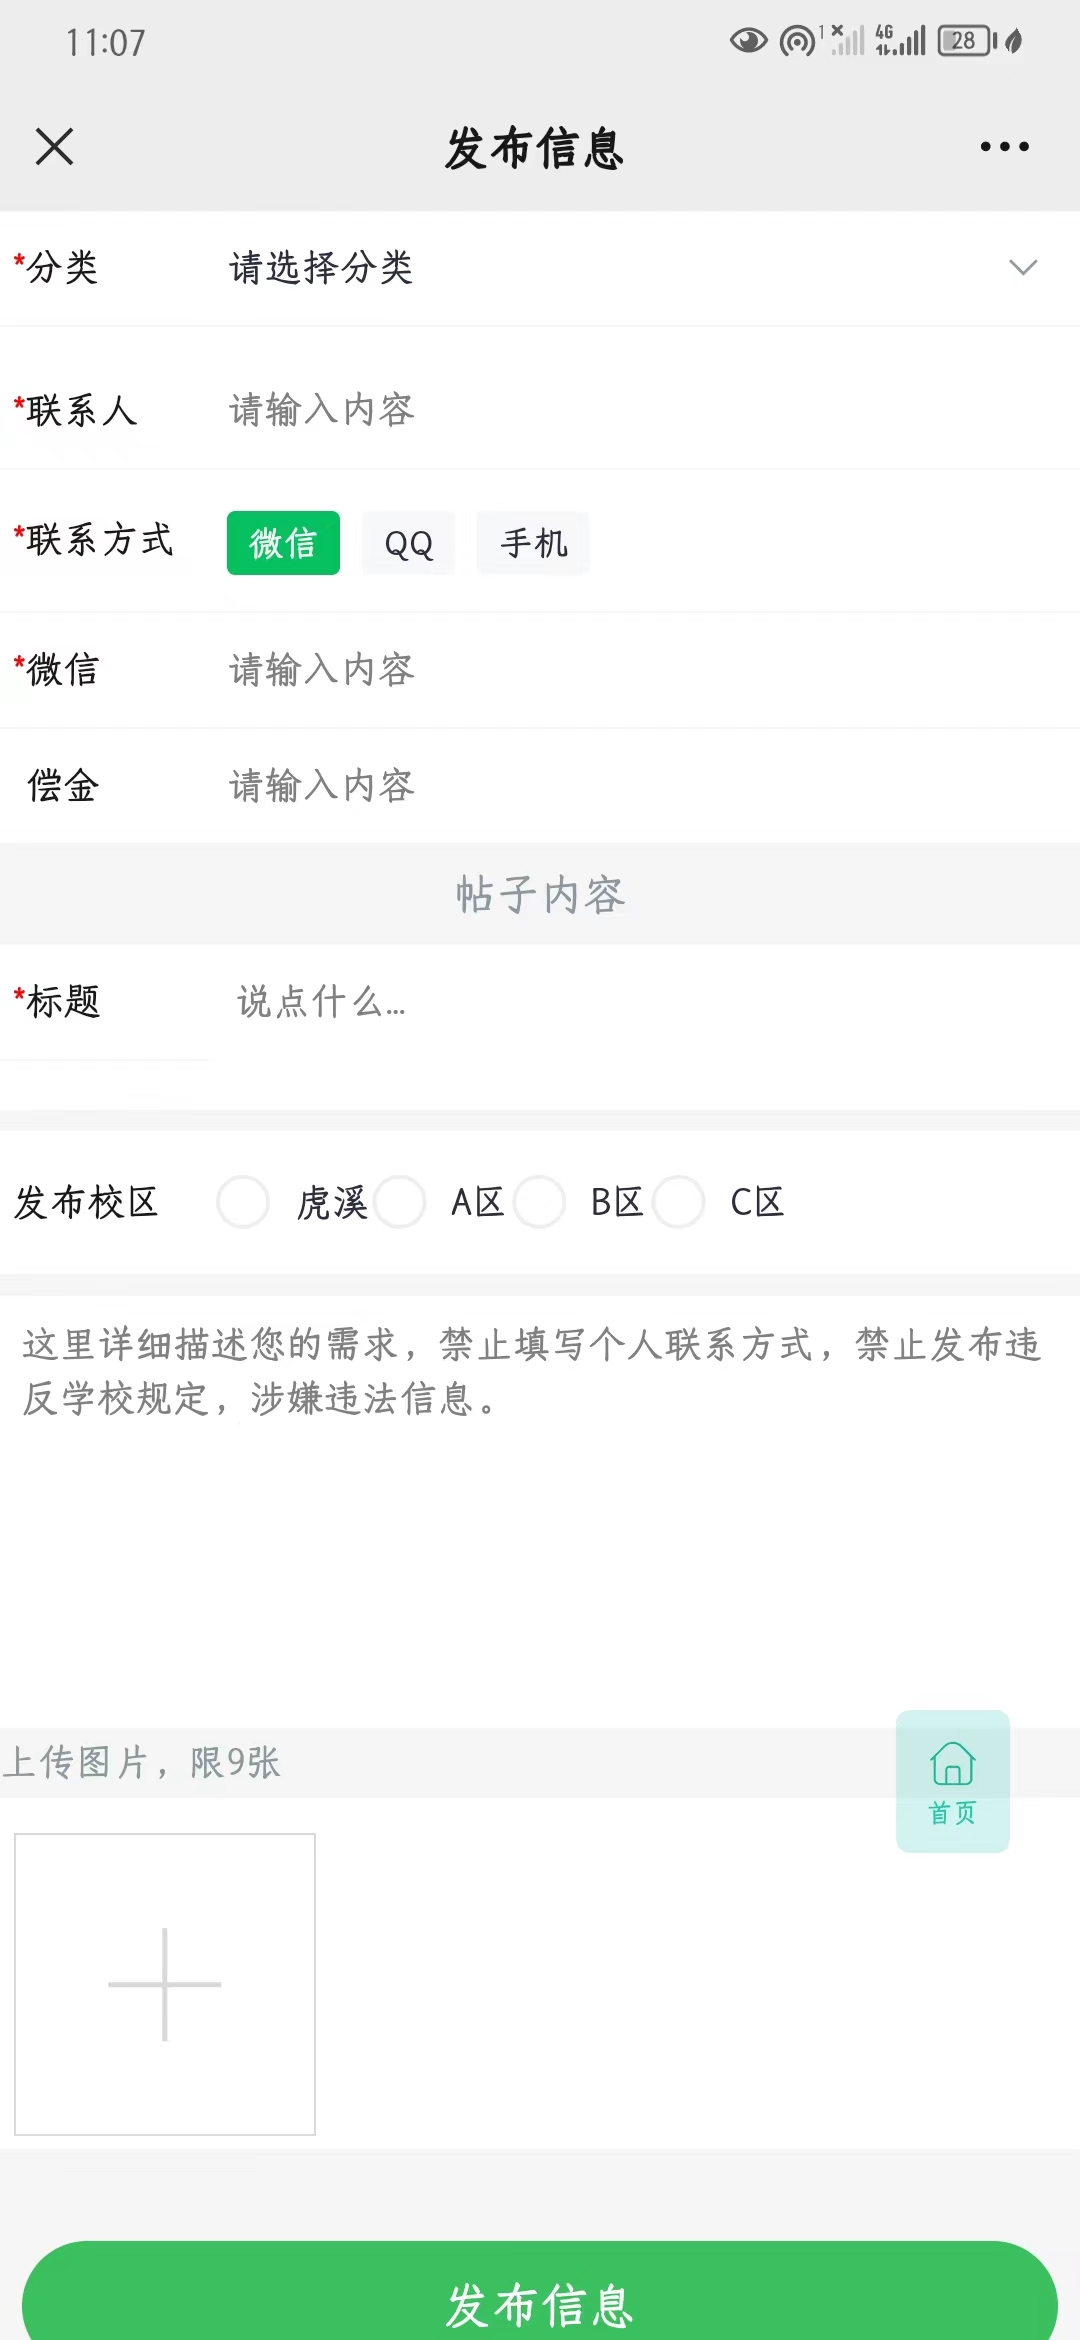 11:07
1 4G 28
发布信息
*分类 请选择分类
*联系人 请输入内容
*联系方式 微信 QQ 手机
*微信 请输入内容
偿金 请输入内容
帖子内容
*标题 说点什么...
发布校区 虎溪 A区 B区 C区
这里详细描述您的需求，禁止填写个人联系方式，禁止发布违
反学校规定，涉嫌违法信息。
上传图片，限9张
首页
发布信息